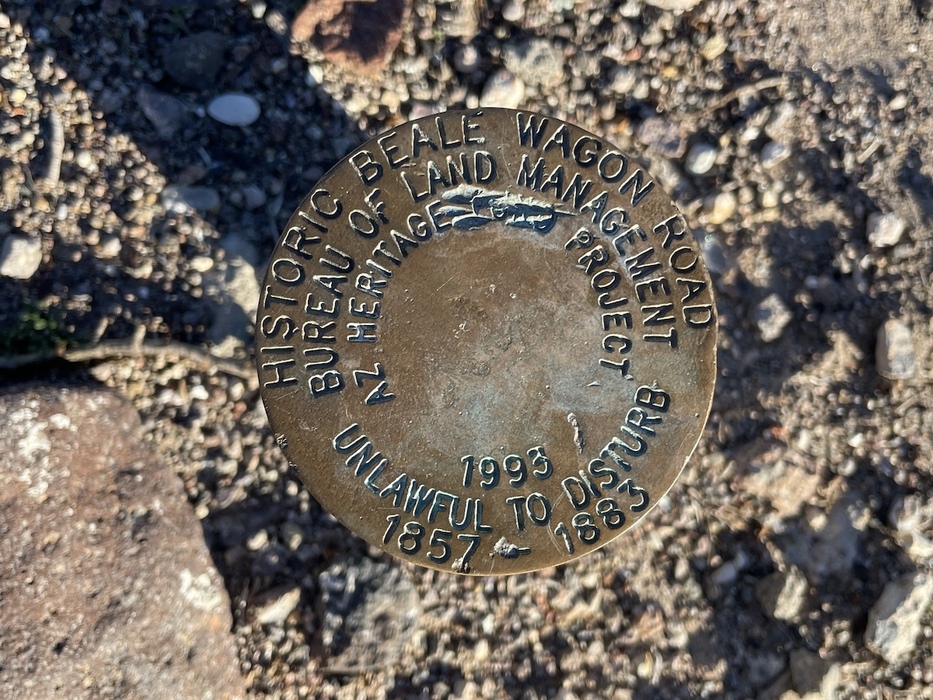 HISTORIC BEALE WAGON ROAD
BUREAU OF LAND MANAGEMENT
AZ HERITAGE PROJECT
1993
UNLAWFUL TO DISTURB
1857 - 1883